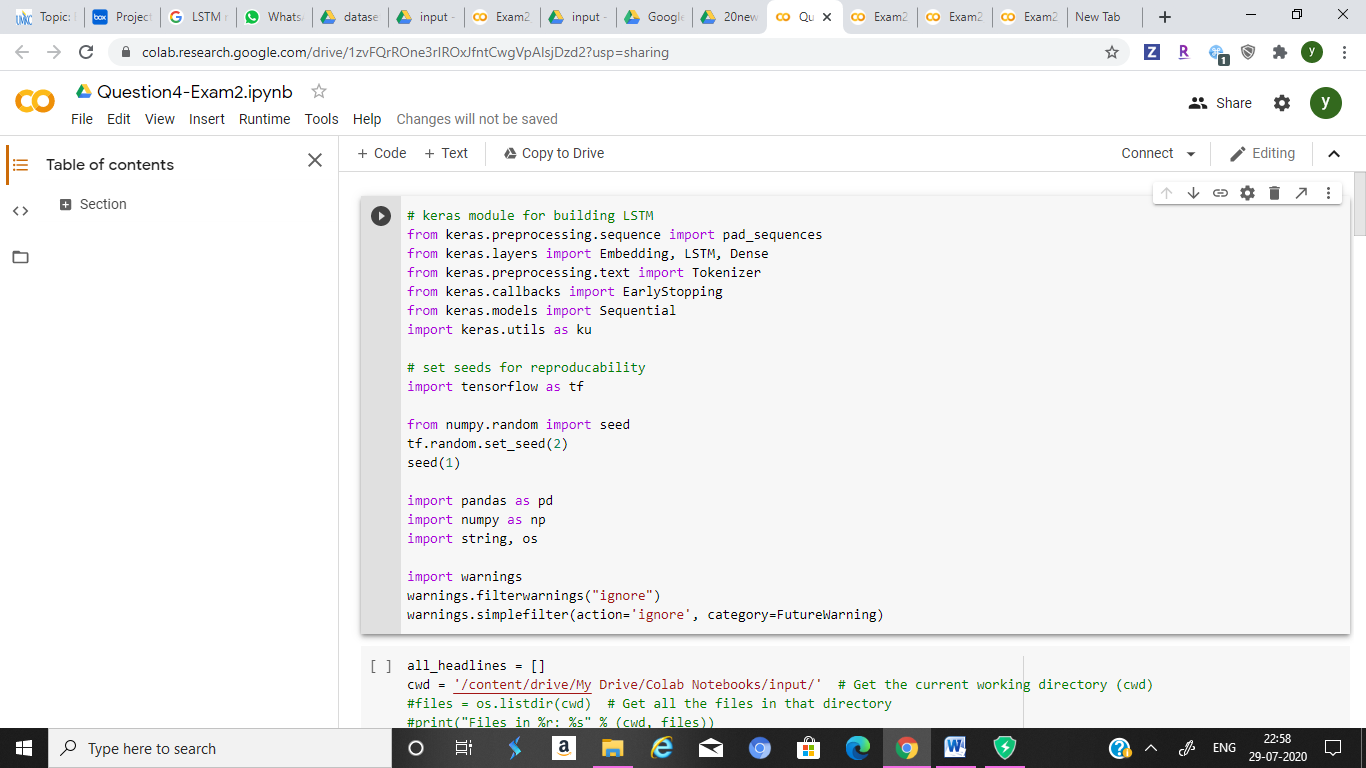 Topic:
Project
LSTM
Whats
datase
input -
Exam2
input -
Google
20new
Qu
Exam2
Exam2
Exam2
New Tab
colab.research.google.com/drive/1zvFQrROne3rIROxJfntCwgVpAlsjDzd2?usp=sharing
Z
R
1
y
Question4-Exam2.ipynb
Share
y
File Edit View Insert Runtime Tools Help Changes will not be saved
Table of contents
+ Code + Text Copy to Drive
Connect
Editing
Section
# keras module for building LSTM
from keras.preprocessing.sequence import pad_sequences
from keras.layers import Embedding, LSTM, Dense
from keras.preprocessing.text import Tokenizer
from keras.callbacks import EarlyStopping
from keras.models import Sequential
import keras.utils as ku
# set seeds for reproducability
import tensorflow as tf
from numpy.random import seed
tf.random.set_seed(2)
seed(1)
import pandas as pd
import numpy as np
import string, os
import warnings
warnings.filterwarnings("ignore")
warnings.simplefilter(action='ignore', category=FutureWarning)
[ ] all_headlines = []
cwd = '/content/drive/My Drive/Colab Notebooks/input/' # Get the current working directory (cwd)
#files = os.listdir(cwd) # Get all the files in that directory
#print("Files in %r: %s" % (cwd, files))
Type here to search
ENG
22:58
29-07-2020